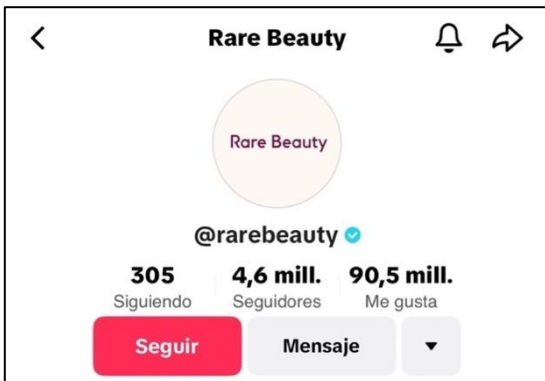 Rare Beauty
Rare Beauty
@rarebeauty
305 4,6 mill. 90,5 mill.
Siguiendo Seguidores Me gusta
Seguir Mensaje